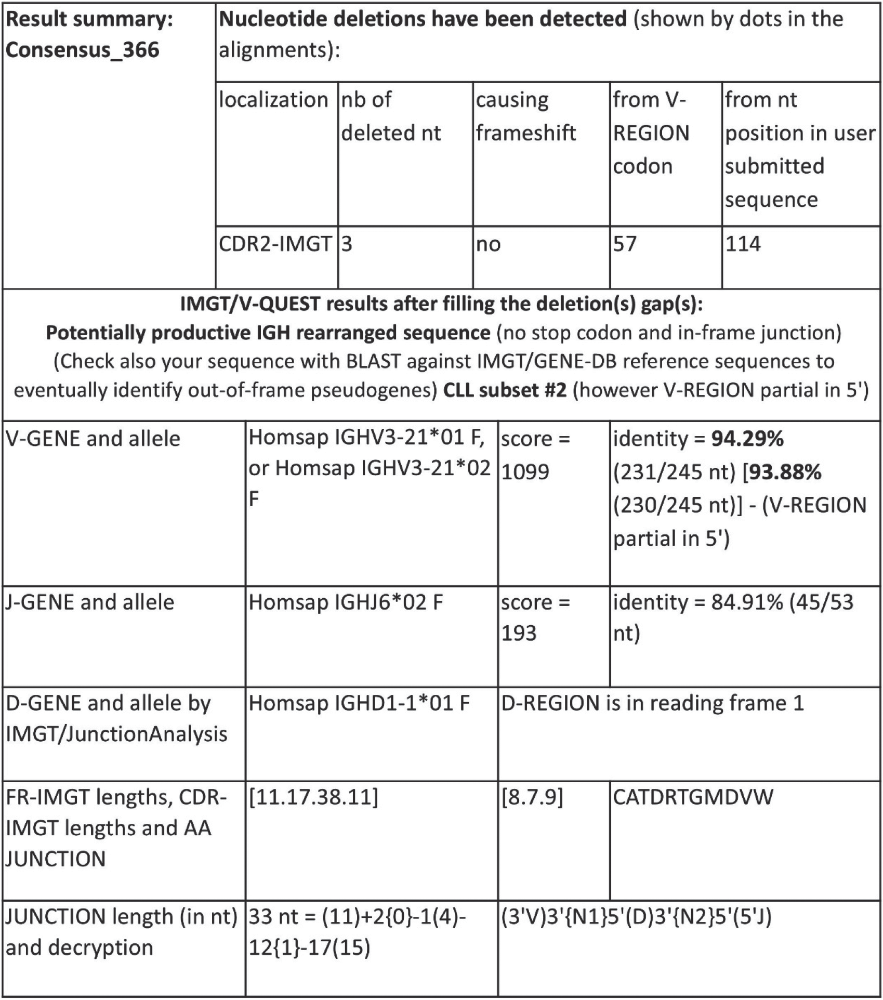 Result summary:
Consensus_366
Nucleotide deletions have been detected (shown by dots in the
alignments):
localization
nb of
deleted nt
causing
frameshift
from V-
REGION
codon
from nt
position in user
submitted
sequence
CDR2-IMGT
3
no
57
114
IMGT/V-QUEST results after filling the deletion(s) gap(s):
Potentially productive IGH rearranged sequence (no stop codon and in-frame junction)
(Check also your sequence with BLAST against IMGT/GENE-DB reference sequences to
eventually identify out-of-frame pseudogenes) CLL subset #2 (however V-REGION partial in 5')
V-GENE and allele
Homsap IGHV3-21*01 F,
or Homsap IGHV3-21*02
F
score =
1099
identity = 94.29%
(231/245 nt) [93.88%
(230/245 nt)] - (V-REGION
partial in 5')
J-GENE and allele
Homsap IGHJ6*02 F
score =
193
identity = 84.91% (45/53
nt)
D-GENE and allele by
IMGT/JunctionAnalysis
Homsap IGHD1-1*01 F
D-REGION is in reading frame 1
FR-IMGT lengths, CDR-
IMGT lengths and AA
JUNCTION
[11.17.38.11]
[8.7.9]
CATDRTGMDVW
JUNCTION length (in nt)
and decryption
33 nt = (11)+2{0}-1(4)-
12{1}-17(15)
(3'V)3'{N1}5'(D)3'{N2}5'(5'J)